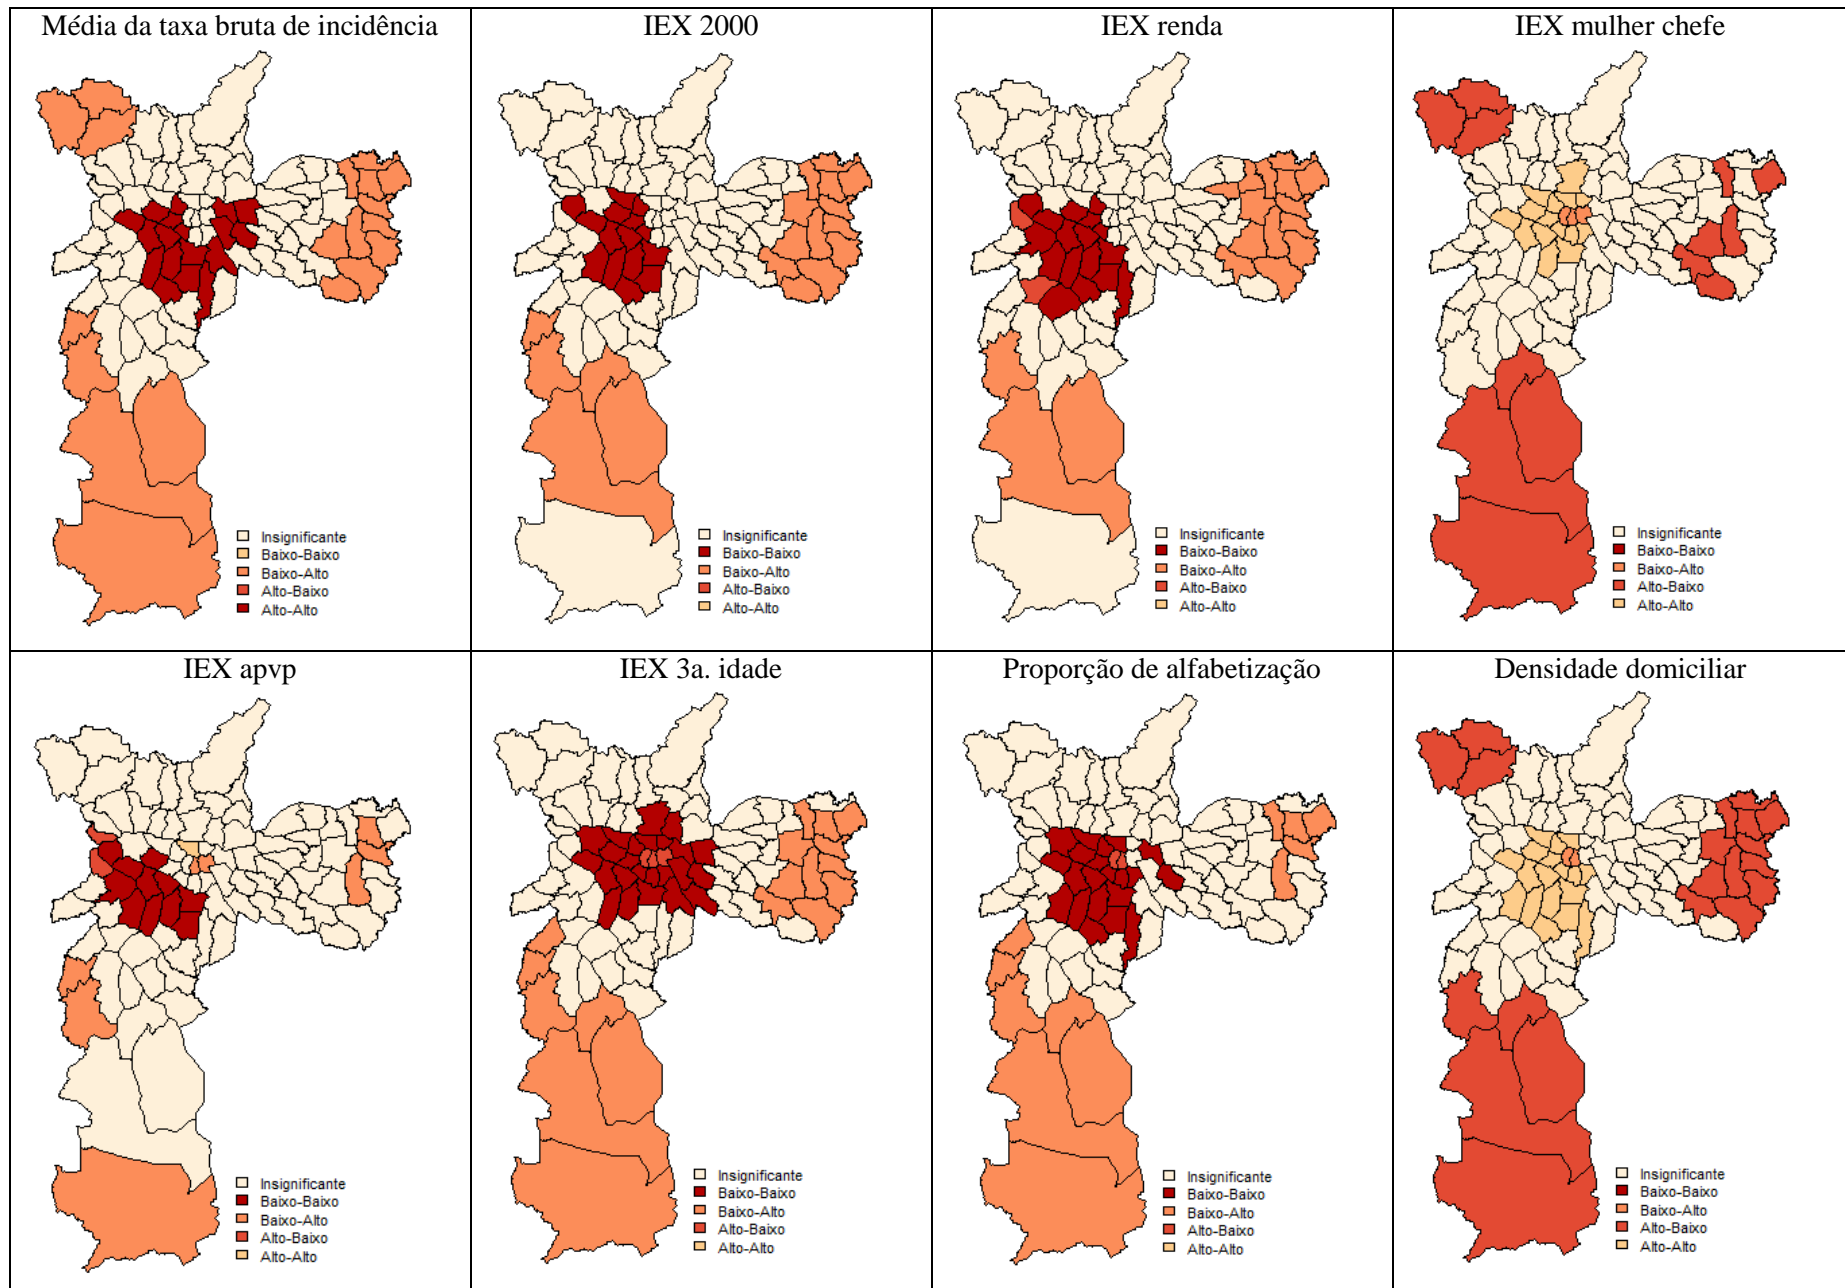 Média da taxa bruta de incidência
IEX 2000
IEX renda
IEX mulher chefe
Insignificante
Baixo-Baixo
Baixo-Alto
Alto-Baixo
Alto-Alto
Insignificante
Baixo-Baixo
Baixo-Alto
Alto-Baixo
Alto-Alto
Insignificante
Baixo-Baixo
Baixo-Alto
Alto-Baixo
Alto-Alto
Insignificante
Baixo-Baixo
Baixo-Alto
Alto-Baixo
Alto-Alto
IEX apvp
IEX 3a. idade
Proporção de alfabetização
Densidade domiciliar
Insignificante
Baixo-Baixo
Baixo-Alto
Alto-Baixo
Alto-Alto
Insignificante
Baixo-Baixo
Baixo-Alto
Alto-Baixo
Alto-Alto
Insignificante
Baixo-Baixo
Baixo-Alto
Alto-Baixo
Alto-Alto
Insignificante
Baixo-Baixo
Baixo-Alto
Alto-Baixo
Alto-Alto